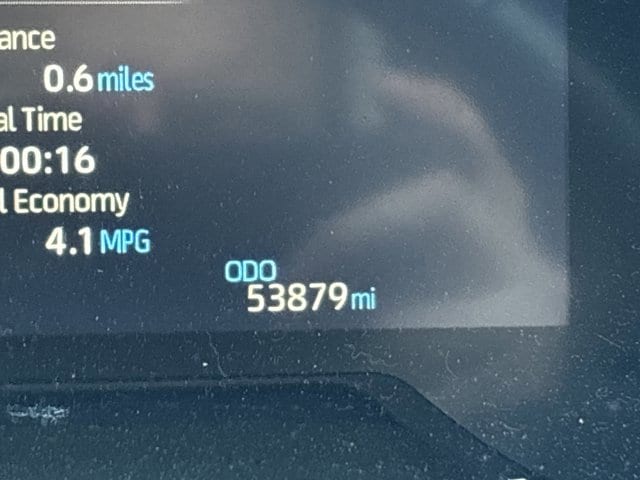 ance
0.6 miles
al Time
00:16
l Economy
4.1 MPG
ODO
53879 mi